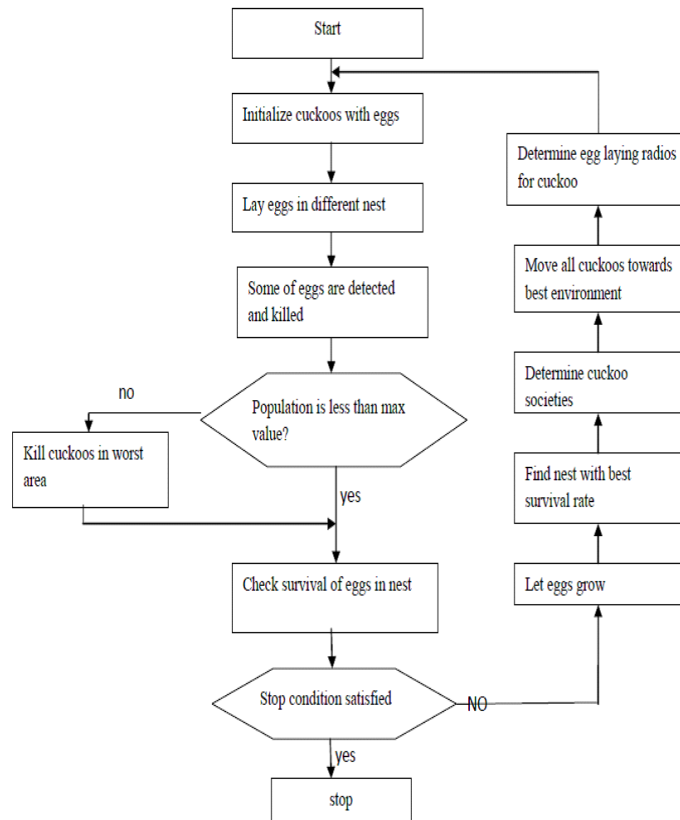 Start
Initialize cuckoos with eggs
Lay eggs in different nest
Some of eggs are detected
and killed
Population is less than max
value?
no
Kill cuckoos in worst
area
yes
Check survival of eggs in nest
Stop condition satisfied
NO
yes
stop
Let eggs grow
Find nest with best
survival rate
Determine cuckoo
societies
Move all cuckoos towards
best environment
Determine egg laying radios
for cuckoo